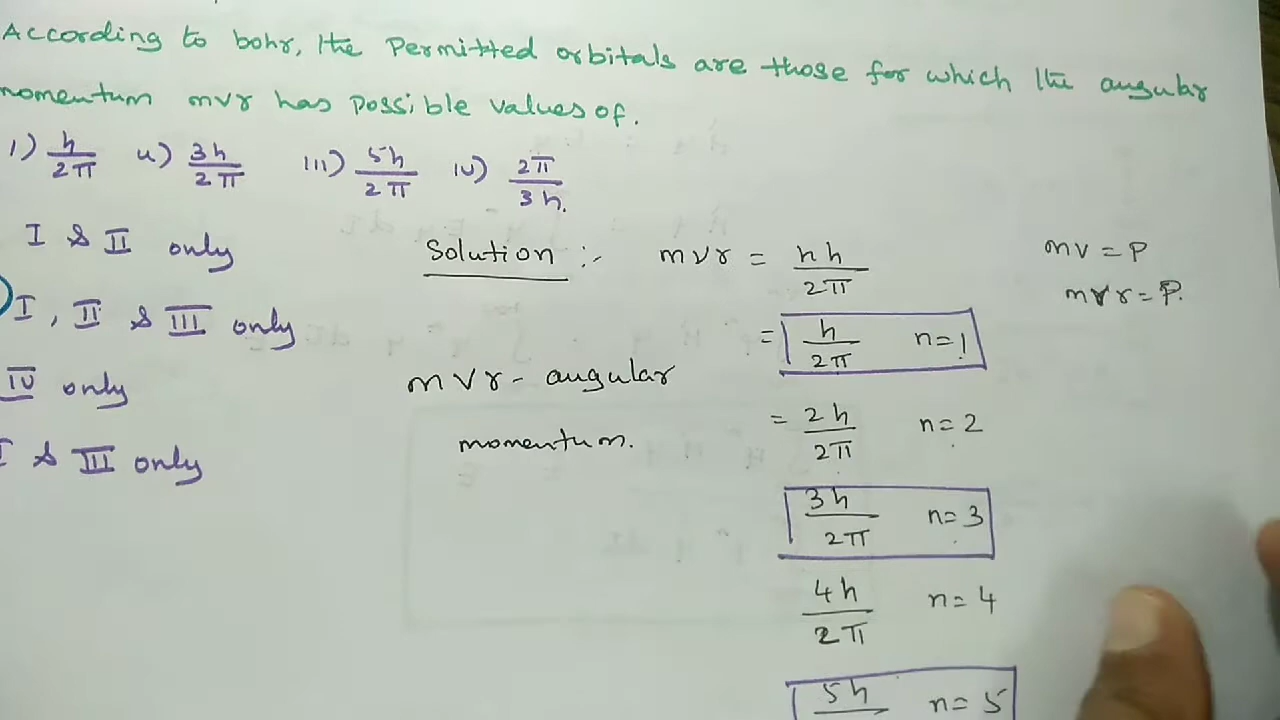 According to bohr, the Permitted orbitals are those for which the angular
momentum mvr has possible values of.
I) h/2π II) 3h/2π III) 5h/2π IV) 2π/3h.
I & II only
I, II & III only
IV only
I & III only
Solution :- mvr = nh/2π
= h/2π n=1
= 2h/2π n=2
3h/2π n=3
4h/2π n=4
5h n=5
mvr - angular
momentum.
mv = P
mvr = P.